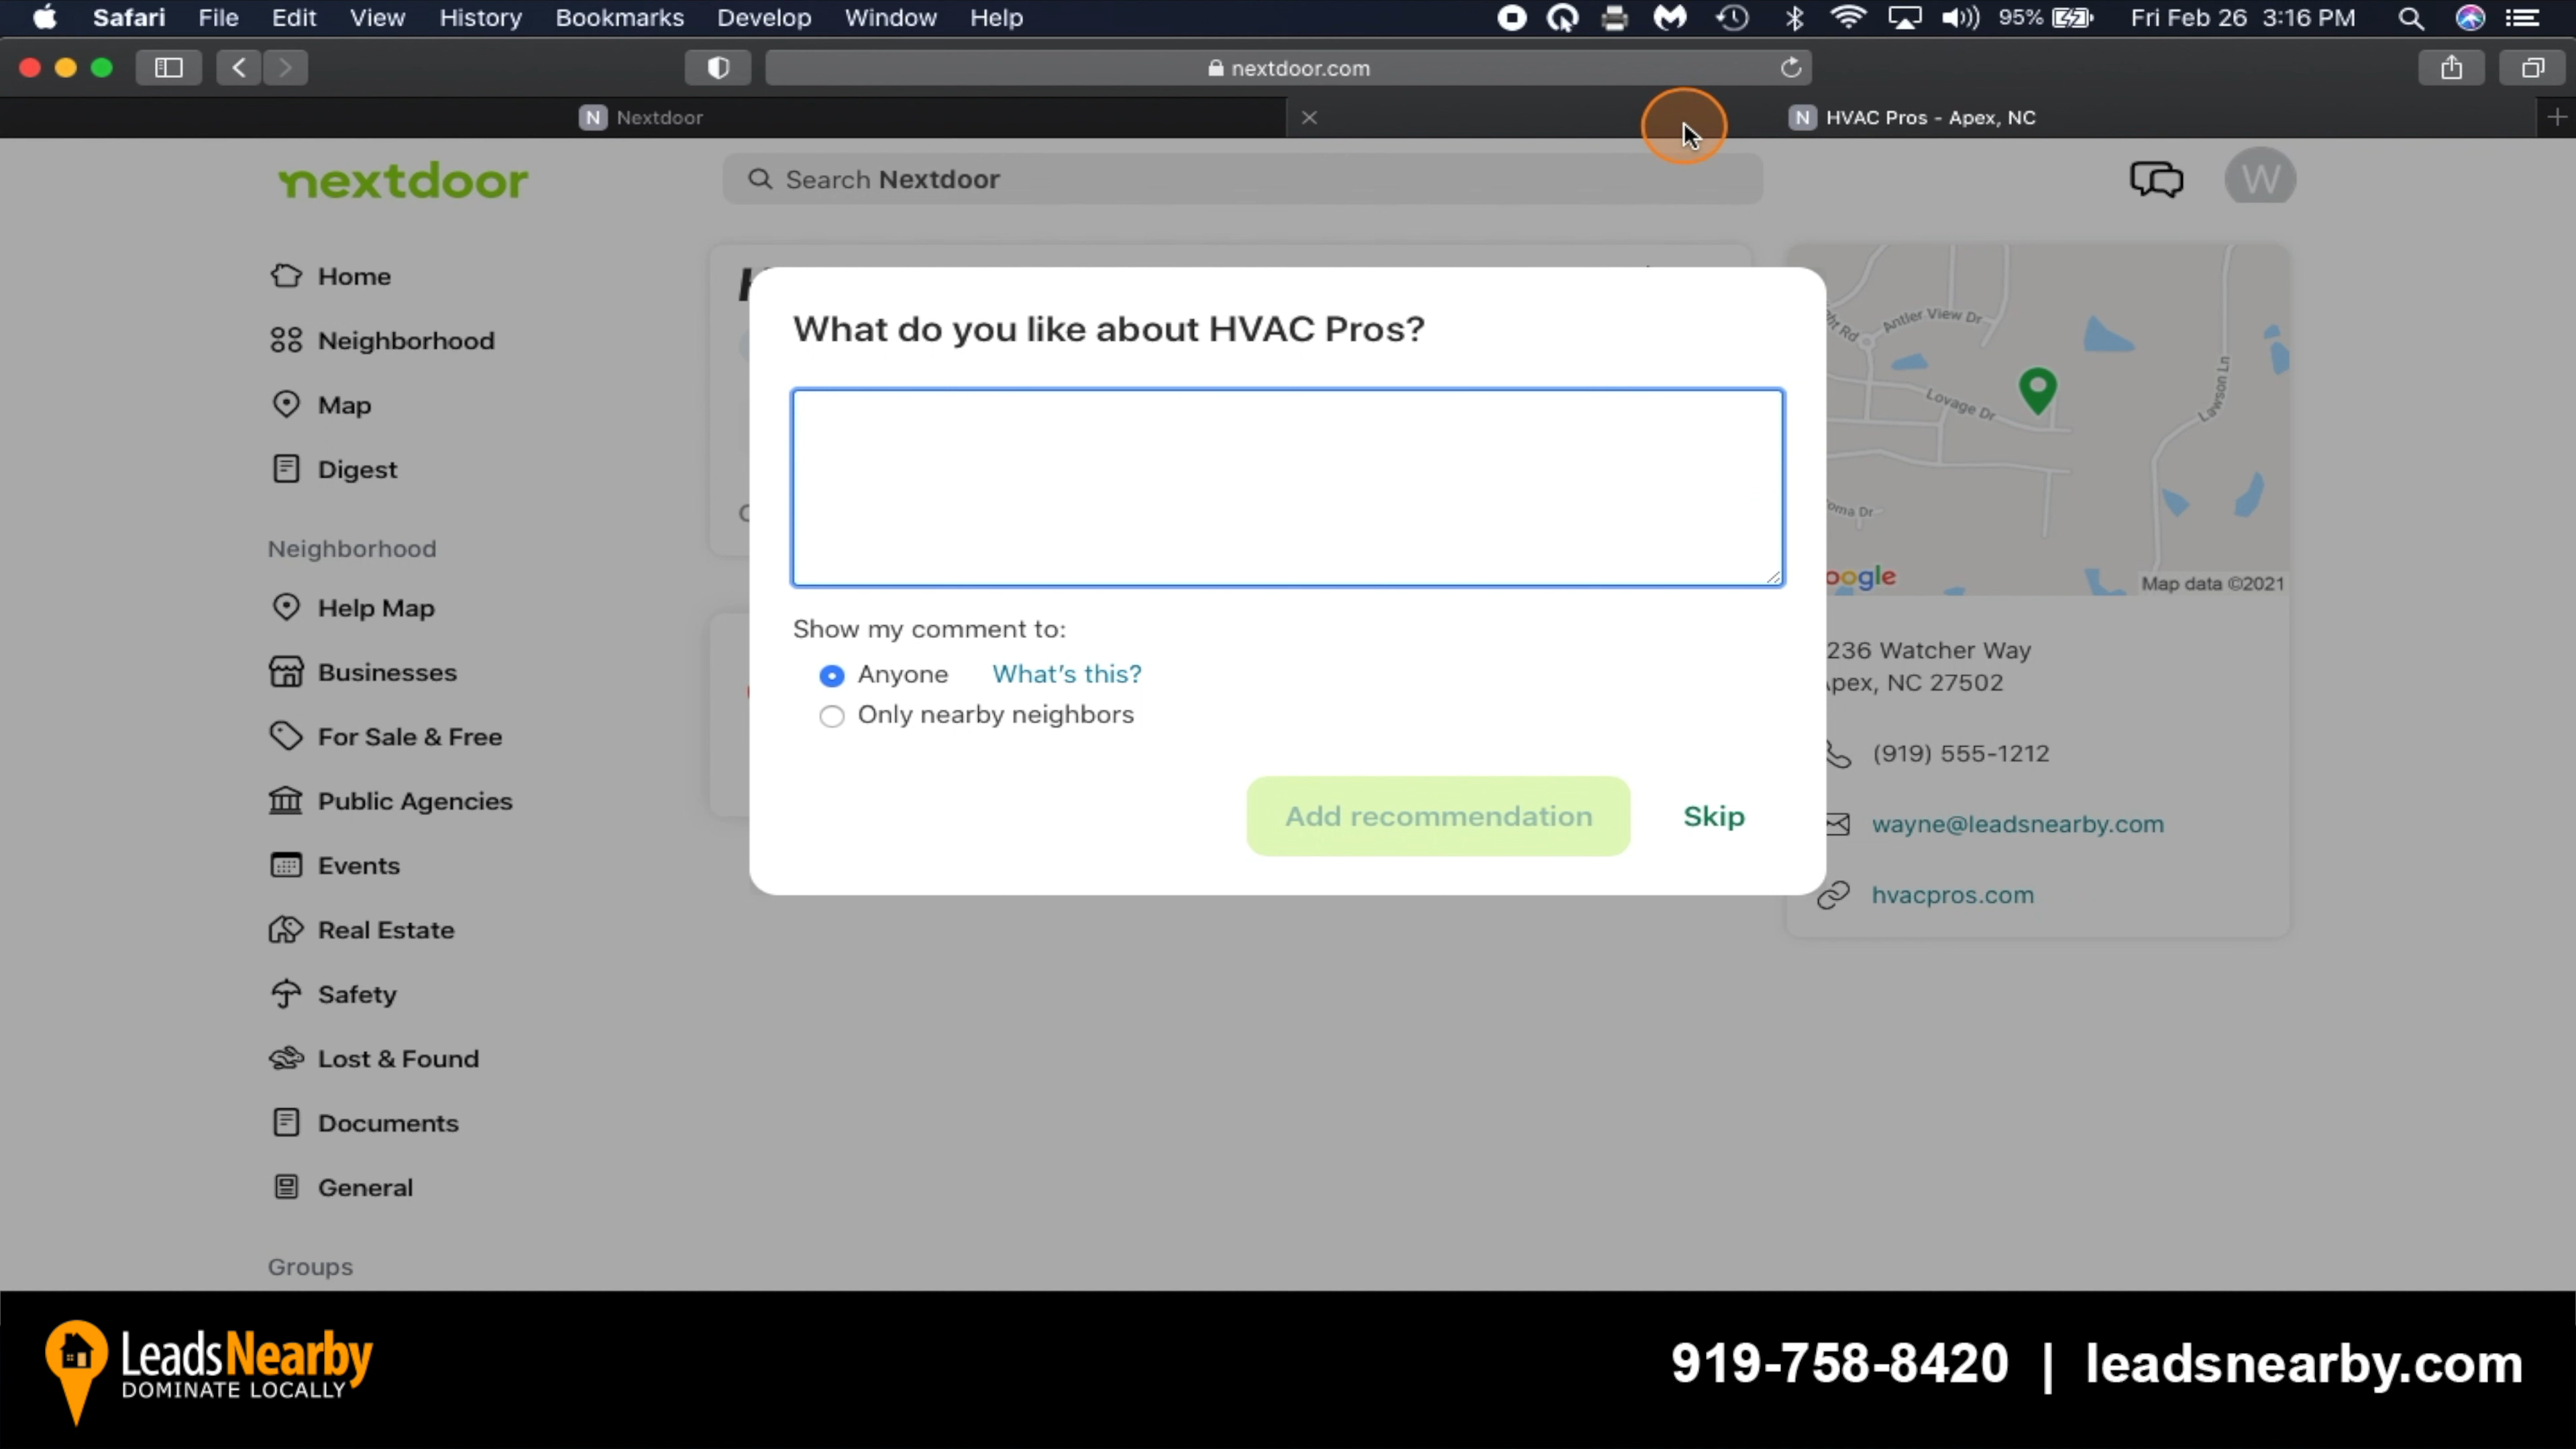 Safari File Edit View History Bookmarks Develop Window Help 95% Fri Feb 26 3:16 PM
nextdoor.com
N Nextdoor
N HVAC Pros - Apex, NC
nextdoor
Search Nextdoor
W
Home
Neighborhood
Map
Digest
Neighborhood
Help Map
Businesses
For Sale & Free
Public Agencies
Events
Real Estate
Safety
Lost & Found
Documents
General
Groups
What do you like about HVAC Pros?
Show my comment to:
Anyone What's this?
Only nearby neighbors
Add recommendation Skip
Antler View Dr
Lovage Dr
Lawson Ln
Map data ©2021
236 Watcher Way
pex, NC 27502
(919) 555-1212
wayne@leadsnearby.com
hvacpros.com
LeadsNearby
DOMINATE LOCALLY
919-758-8420 | leadsnearby.com